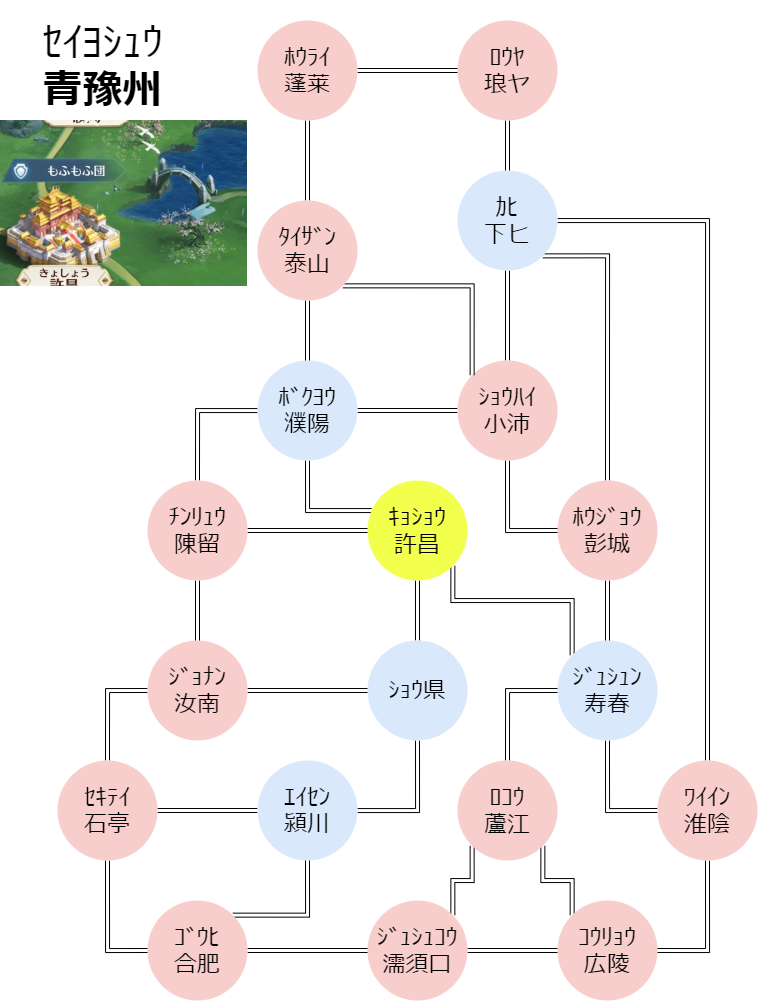 セイヨシュウ
青豫州
もふもふ団
きょしょう
許昌
ホウライ
蓬莱
ロウヤ
琅ヤ
カヒ
下ヒ
タイザン
泰山
ボクヨウ
濮陽
ショウハイ
小沛
チンリュウ
陳留
キョショウ
許昌
ホウジョウ
彭城
ジョナン
汝南
ショウ県
ジュシュン
寿春
セキテイ
石亭
エイセン
潁川
ロコウ
蘆江
ワイイン
淮陰
ゴウヒ
合肥
ジュシュコウ
濡須口
コウリョウ
広陵